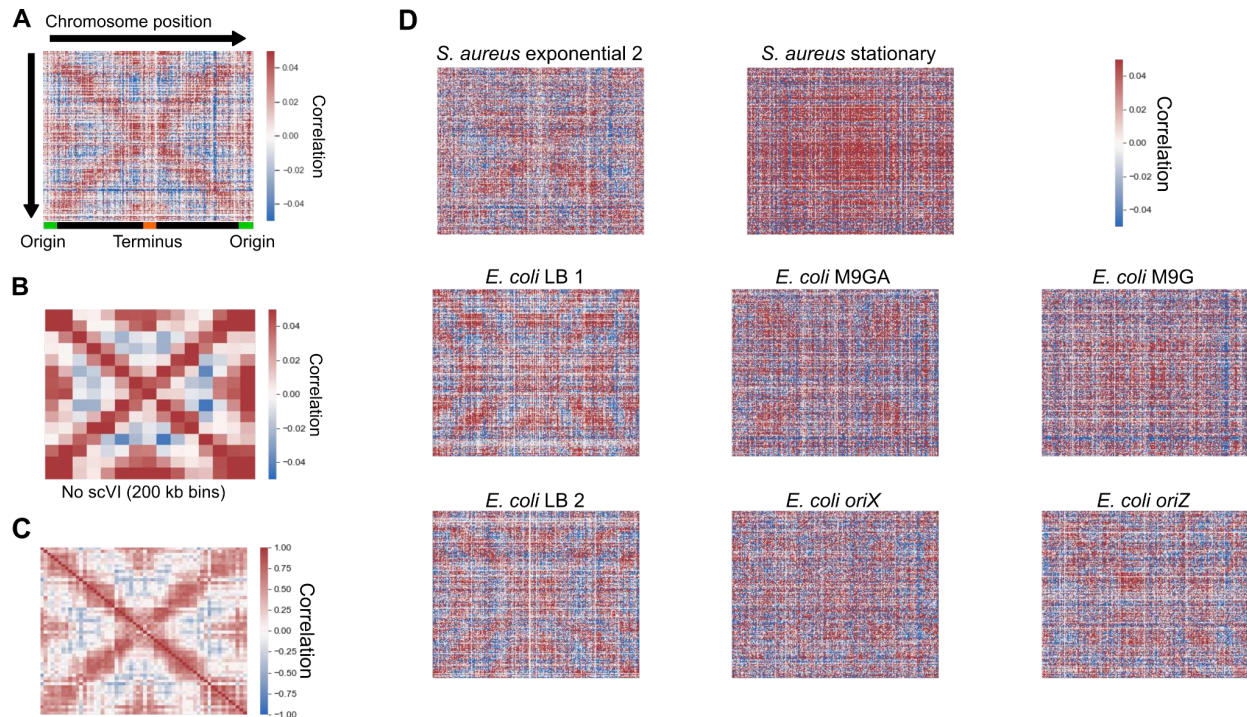 A
Chromosome position
0.04
0.02
0.00
−0.02
−0.04
Correlation
Origin
Terminus
Origin
B
0.04
0.02
0.00
−0.02
−0.04
Correlation
No scVI (200 kb bins)
C
1.00
0.75
0.50
0.25
0.00
−0.25
−0.50
−0.75
−1.00
Correlation
D
S. aureus exponential 2
S. aureus stationary
0.04
0.02
0.00
−0.02
−0.04
Correlation
E. coli LB 1
E. coli M9GA
E. coli M9G
E. coli LB 2
E. coli oriX
E. coli oriZ